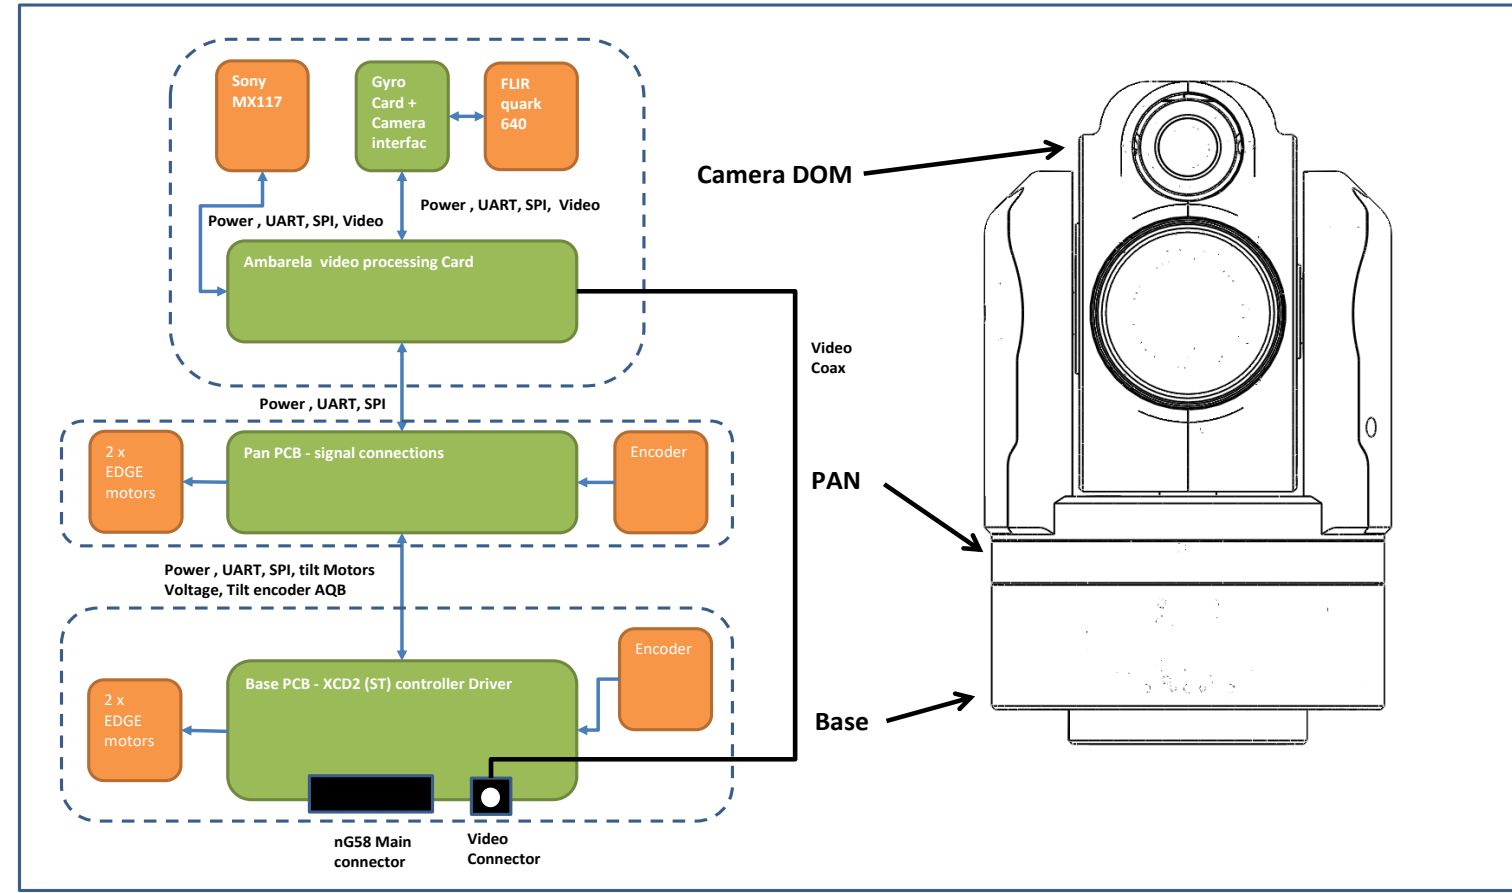 Sony
MX117
Gyro
Card +
Camera
interfac
FLIR
quark
640
Power , UART, SPI, Video
Power , UART, SPI, Video
Ambarela video processing Card
Video
Coax
Power , UART, SPI
2 x
EDGE
motors
Pan PCB - signal connections
Encoder
Power , UART, SPI, tilt Motors
Voltage, Tilt encoder AQB
Encoder
2 x
EDGE
motors
Base PCB - XCD2 (ST) controller Driver
nG58 Main
connector
Video
Connector
Camera DOM
PAN
Base